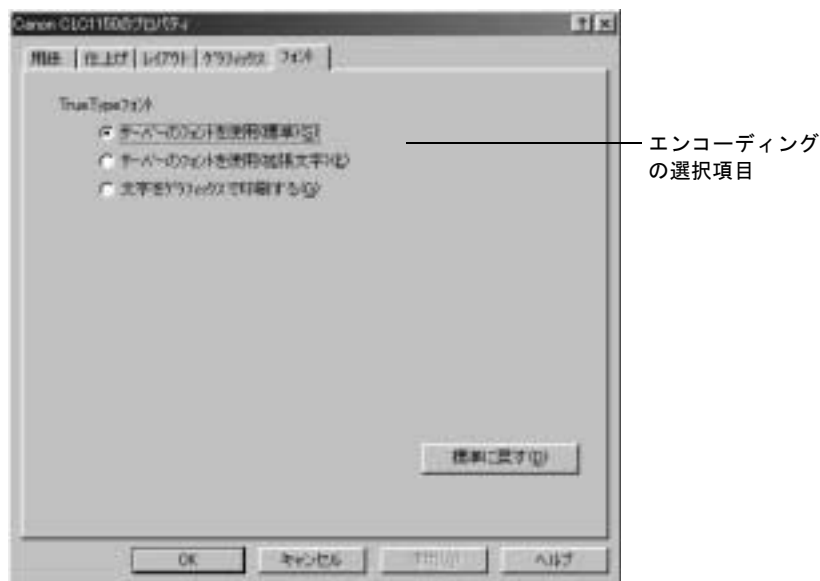 Canon CLC1150のプロパティ
用紙 仕上げ レイアウト グラフィックス フォント
TrueTypeフォント
サーバーのフォントを使用(標準)(S)
サーバーのフォントを使用(拡張文字)(E)
文字をグラフィックスで印刷する(G)
エンコーディング
の選択項目
標準に戻す(D)
OK キャンセル ヘルプ